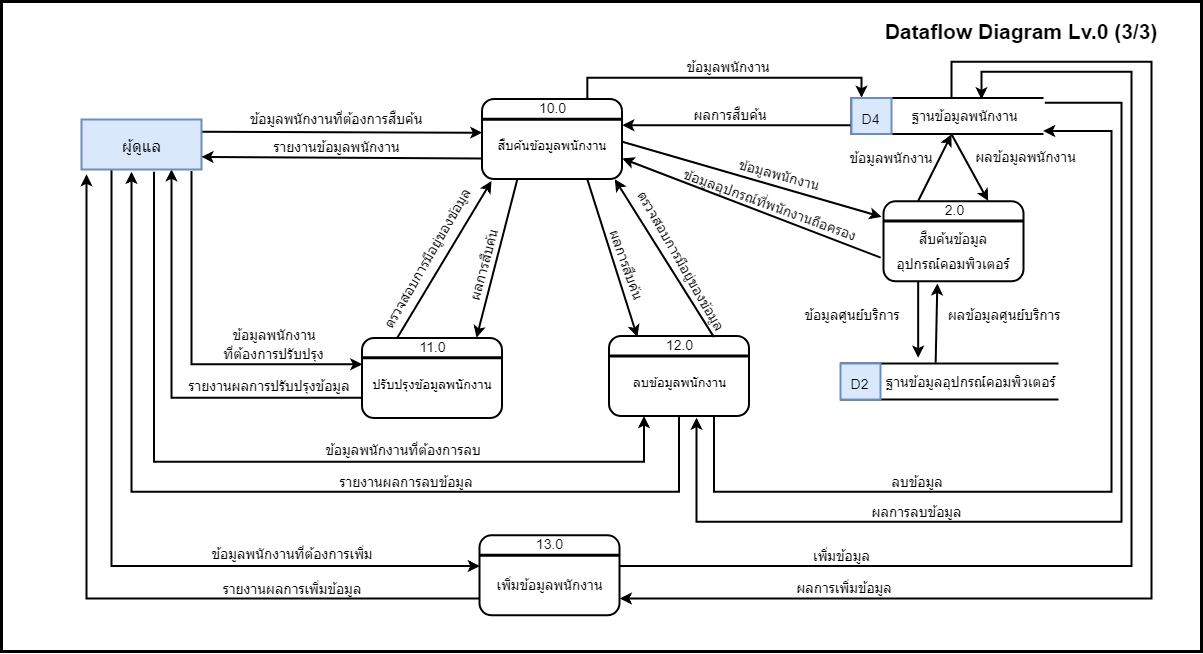 Dataflow Diagram Lv.0 (3/3)
ข้อมูลพนักงาน
10.0
สืบค้นข้อมูลพนักงาน
D4
ฐานข้อมูลพนักงาน
ผลการสืบค้น
ข้อมูลพนักงานที่ต้องการสืบค้น
ผู้ดูแล
รายงานข้อมูลพนักงาน
ข้อมูลพนักงาน
ผลข้อมูลพนักงาน
ข้อมูลพนักงาน
ข้อมูลอุปกรณ์ที่พนักงานถือครอง
2.0
สืบค้นข้อมูล
อุปกรณ์คอมพิวเตอร์
ตรวจสอบการมีอยู่ของข้อมูล
ผลการสืบค้น
ผลการสืบค้น
ตรวจสอบการมีอยู่ของข้อมูล
ข้อมูลศูนย์บริการ
ผลข้อมูลศูนย์บริการ
ข้อมูลพนักงาน
ที่ต้องการปรับปรุง
11.0
ปรับปรุงข้อมูลพนักงาน
รายงานผลการปรับปรุงข้อมูล
12.0
ลบข้อมูลพนักงาน
D2
ฐานข้อมูลอุปกรณ์คอมพิวเตอร์
ข้อมูลพนักงานที่ต้องการลบ
รายงานผลการลบข้อมูล
ลบข้อมูล
ผลการลบข้อมูล
13.0
เพิ่มข้อมูลพนักงาน
ข้อมูลพนักงานที่ต้องการเพิ่ม
เพิ่มข้อมูล
รายงานผลการเพิ่มข้อมูล
ผลการเพิ่มข้อมูล